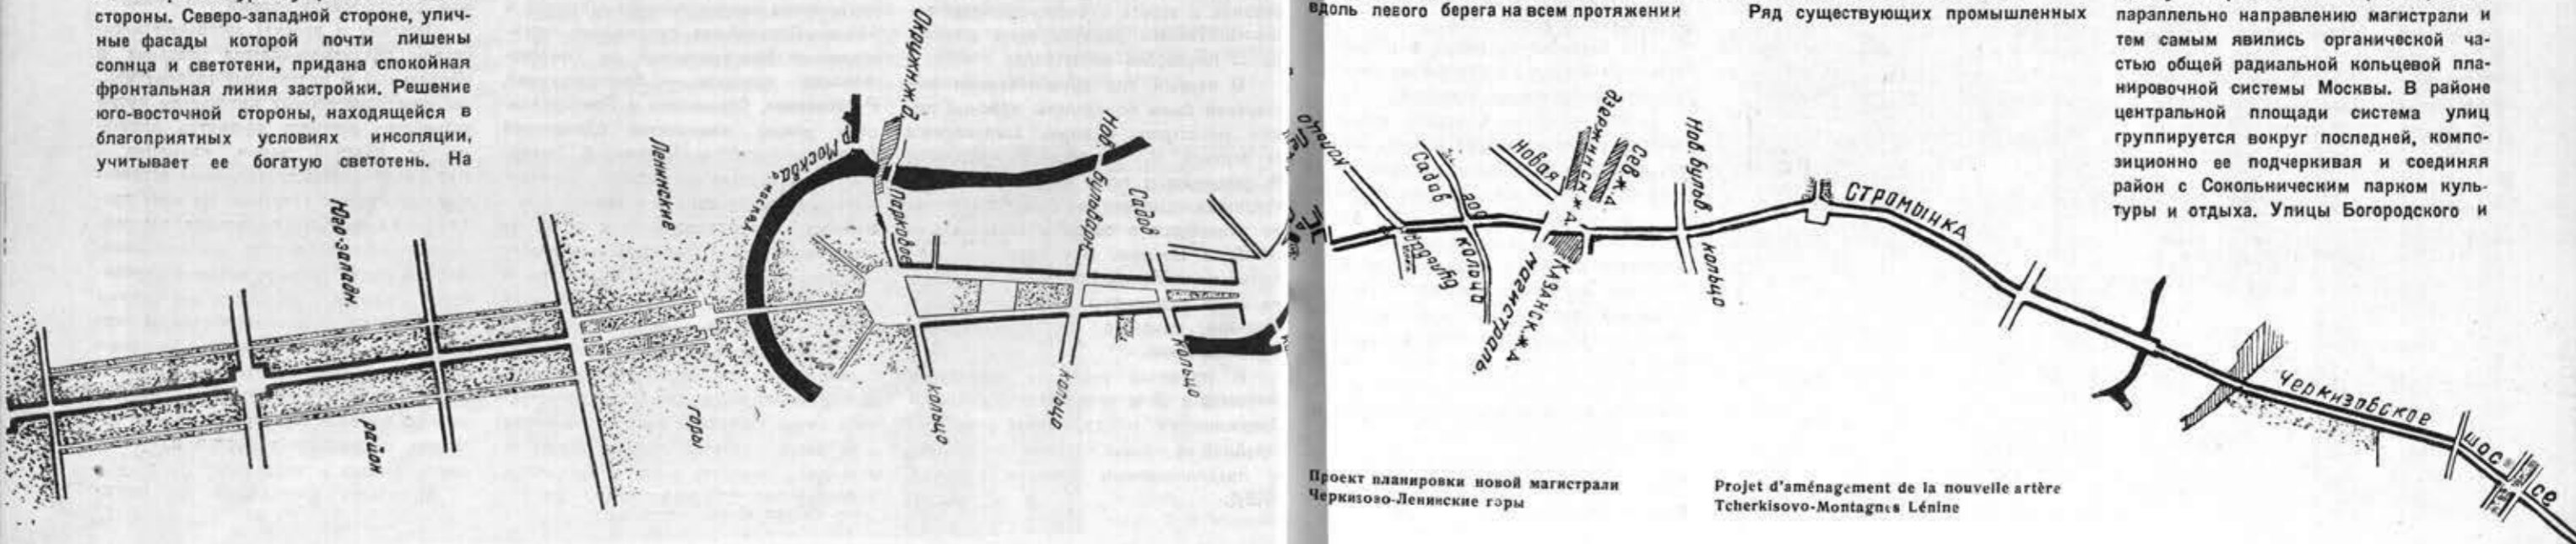 стороны. Северо-западной стороне, улич-
ные фасады которой почти лишены
солнца и светотени, придана спокойная
фронтальная линия застройки. Решение
юго-восточной стороны, находящейся в
благоприятных условиях инсоляции,
учитывает ее богатую светотень. На
Юго-западн.
район
Ленинские
горы
р. Москва
р. Москва
Окружн.ж.д.
Парковое
кольцо
Нов. бульварн.
кольцо
Садов
кольцо
вдоль левого берега на всем протяжении
Ряд существующих промышленных
кольцо
бульварн
Садов
кольцо
Новая
магистраль.
Дзержинск.ж.д.
Сев.ж.д.
Казанск.ж.д.
Нов. бульв.
кольцо
Стромынка
Черкизовское
шос-
се
Проект планировки новой магистрали
Черкизово-Ленинские горы
Projet d'aménagement de la nouvelle artère
Tcherkisovo-Montagnes Lénine
параллельно направлению магистрали и
тем самым явились органической ча-
стью общей радиальной кольцевой пла-
нировочной системы Москвы. В районе
центральной площади система улиц
группируется вокруг последней, компо-
зиционно ее подчеркивая и соединяя
район с Сокольническим парком куль-
туры и отдыха. Улицы Богородского и